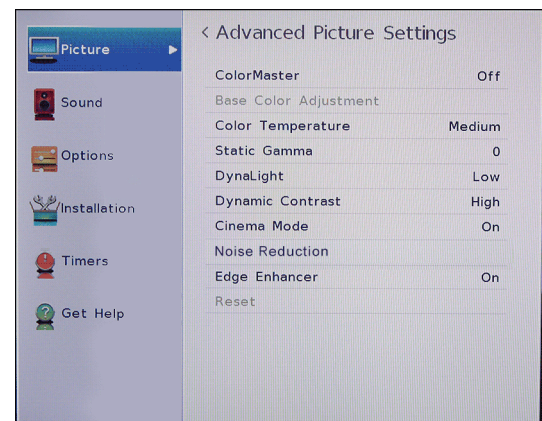 Picture
Sound
Options
Installation
Timers
Get Help
< Advanced Picture Settings
ColorMaster Off
Base Color Adjustment
Color Temperature Medium
Static Gamma 0
DynaLight Low
Dynamic Contrast High
Cinema Mode On
Noise Reduction
Edge Enhancer On
Reset